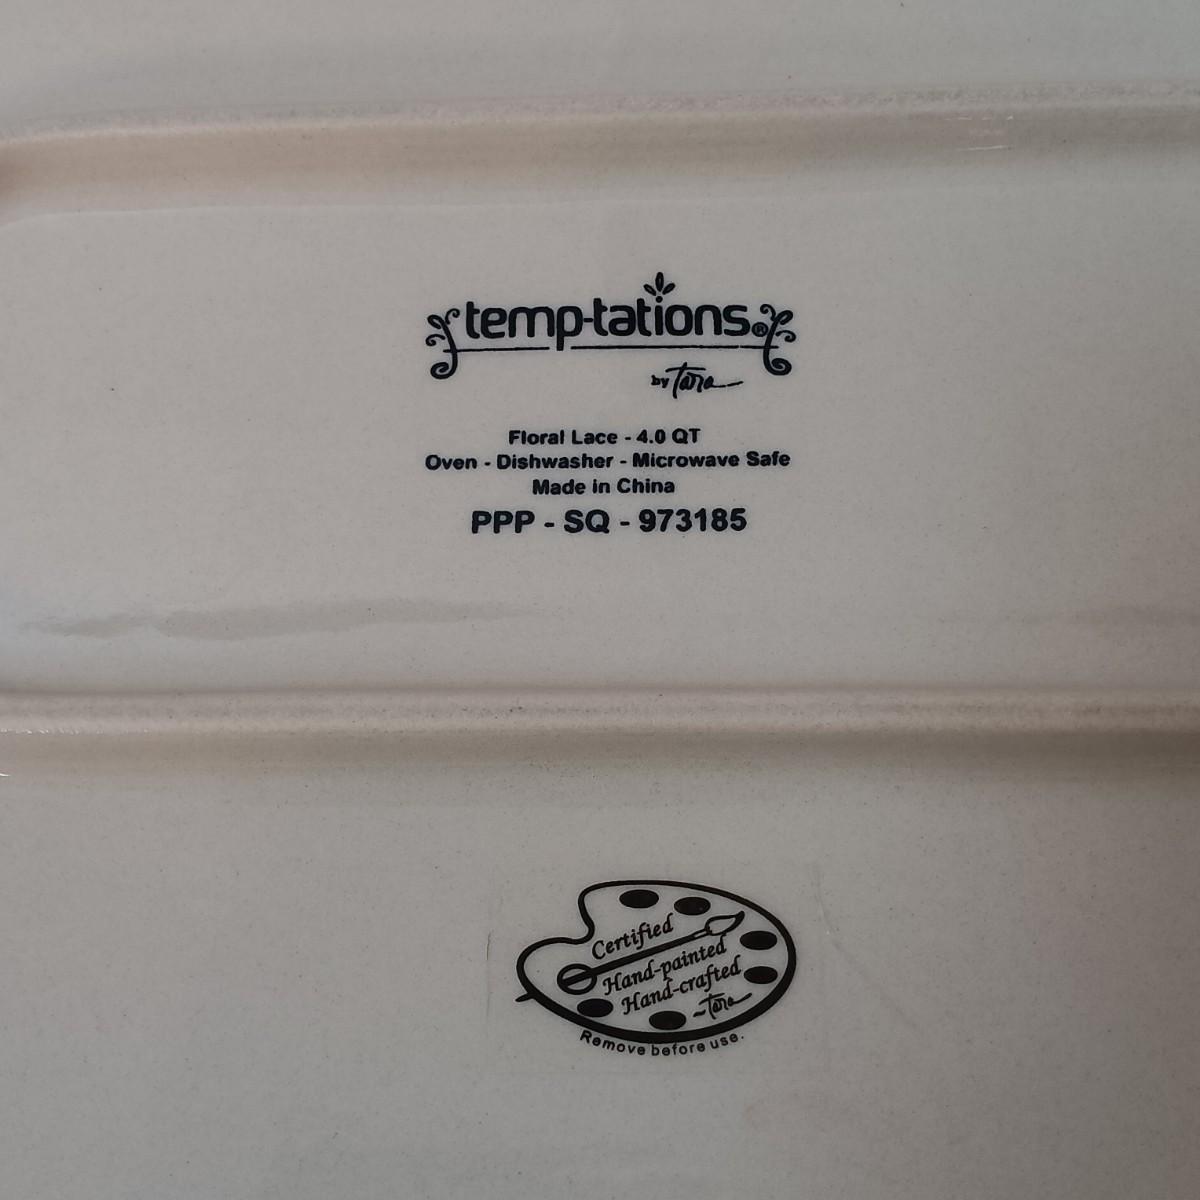 temp-tations®
by Tara
Floral Lace - 4.0 QT
Oven - Dishwasher - Microwave Safe
Made in China
PPP - SQ - 973185
Certified
Hand-painted
Hand-crafted
~Tara
Remove before use.